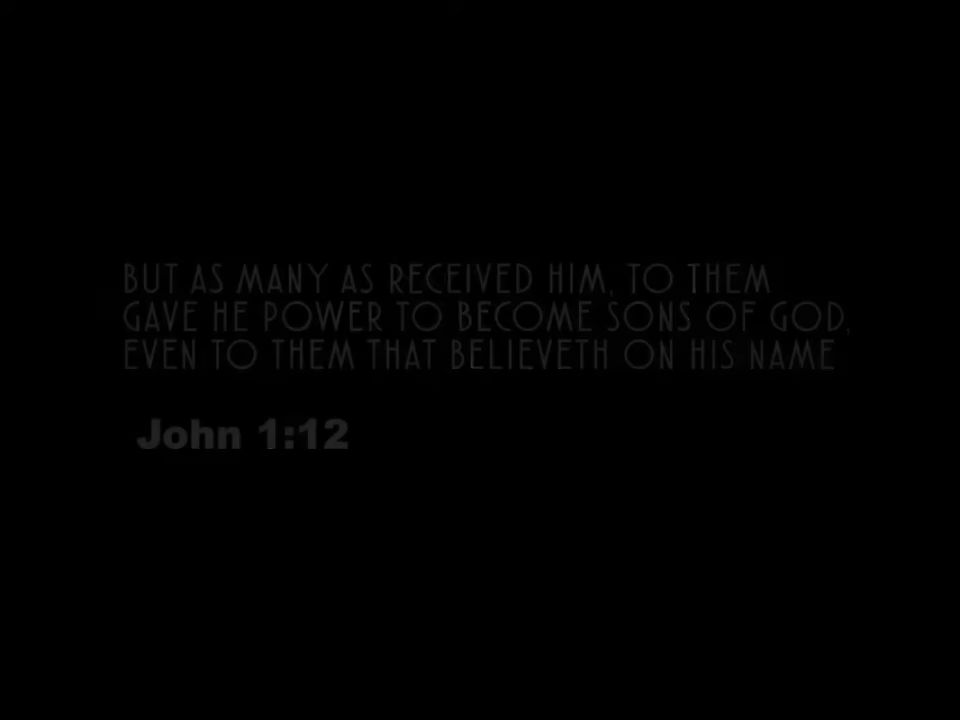 BUT AS MANY AS RECEIVED HIM, TO THEM
GAVE HE POWER TO BECOME SONS OF GOD,
EVEN TO THEM THAT BELIEVETH ON HIS NAME
John 1:12